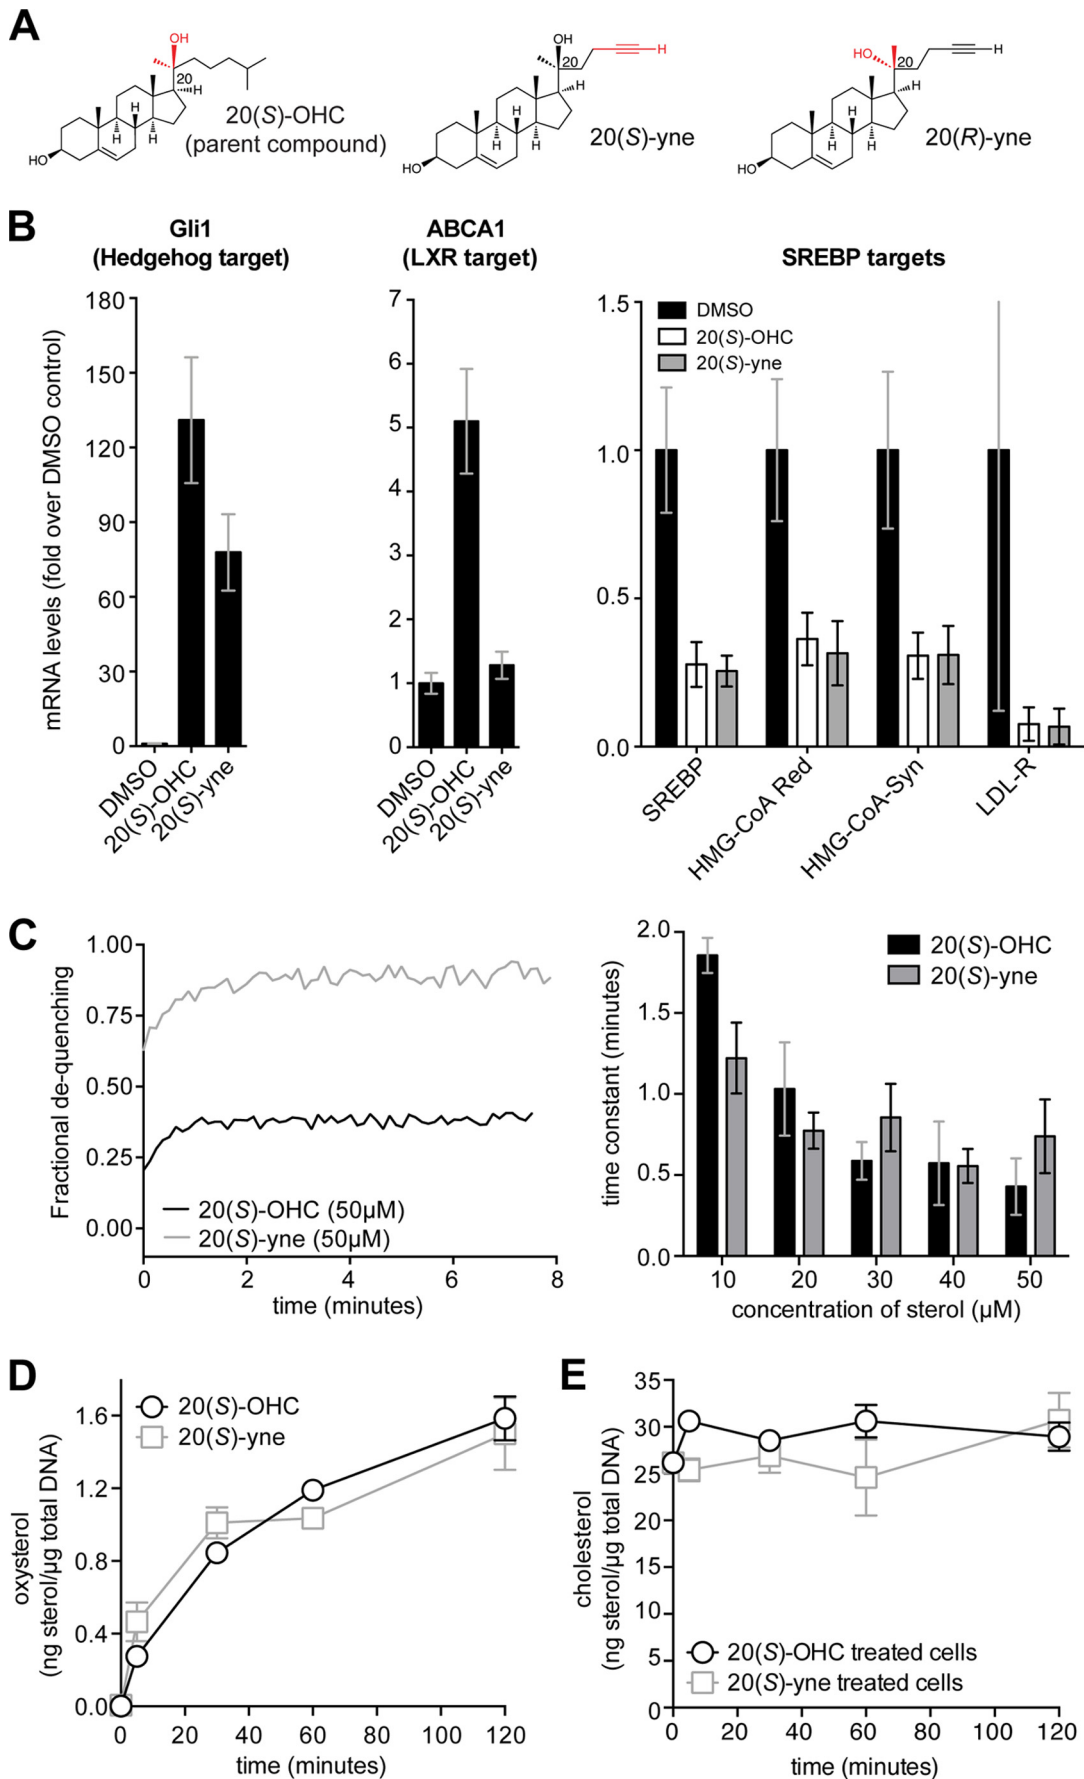 A
OH
20
H
H
H
H
HO
20(S)-OHC
(parent compound)
OH
20
H
H
H
H
H
HO
20(S)-yne
HO
20
H
H
H
H
H
HO
20(R)-yne
B
Gli1
(Hedgehog target)
ABCA1
(LXR target)
SREBP targets
mRNA levels (fold over DMSO control)
180
150
120
90
60
30
0
DMSO
20(S)-OHC
20(S)-yne
7
6
5
4
3
2
1
0
DMSO
20(S)-OHC
20(S)-yne
1.5
1.0
0.5
0.0
DMSO
20(S)-OHC
20(S)-yne
SREBP
HMG-CoA Red
HMG-CoA-Syn
LDL-R
C
Fractional de-quenching
1.00
0.75
0.50
0.25
0.00
20(S)-OHC (50µM)
20(S)-yne (50µM)
0 2 4 6 8
time (minutes)
time constant (minutes)
2.0
1.5
1.0
0.5
0.0
20(S)-OHC
20(S)-yne
10 20 30 40 50
concentration of sterol (µM)
D
oxysterol
(ng sterol/µg total DNA)
1.6
1.2
0.8
0.4
0.0
20(S)-OHC
20(S)-yne
0 20 40 60 80 100 120
time (minutes)
E
cholesterol
(ng sterol/µg total DNA)
35
30
25
20
15
10
5
0
20(S)-OHC treated cells
20(S)-yne treated cells
0 20 40 60 80 100 120
time (minutes)